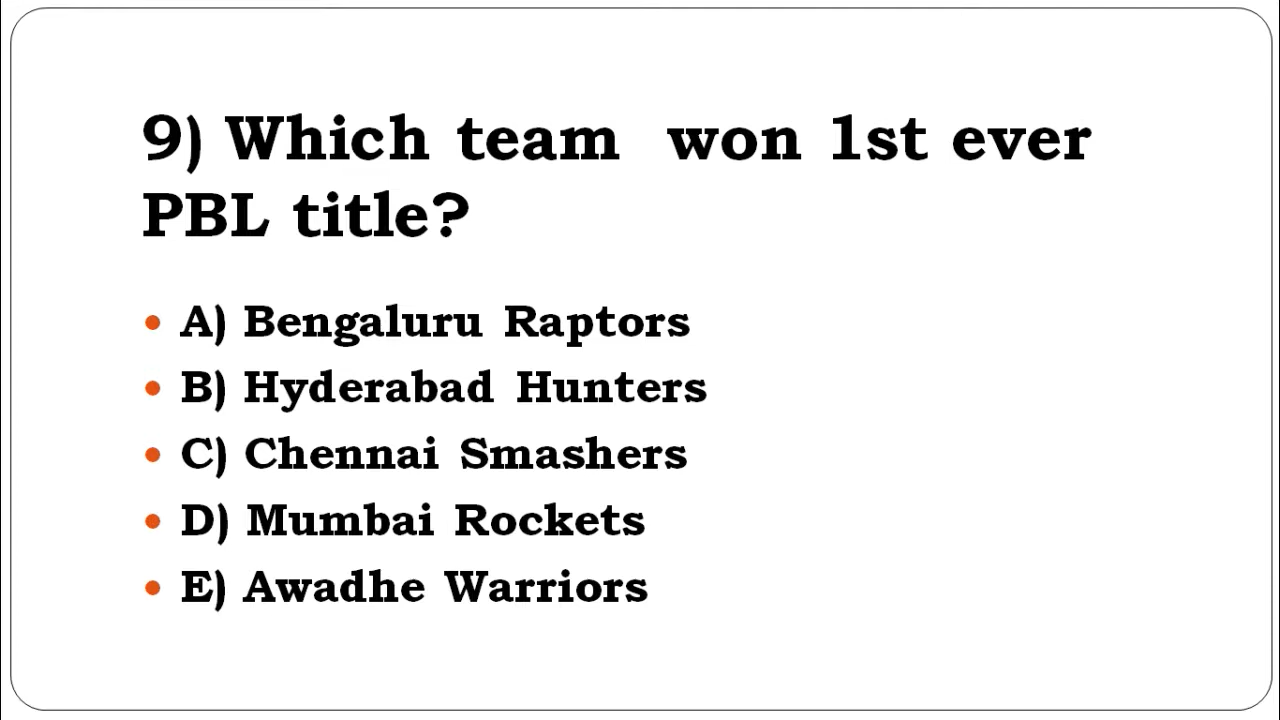 9) Which team  won 1st ever
PBL title?
• A) Bengaluru Raptors
• B) Hyderabad Hunters
• C) Chennai Smashers
• D) Mumbai Rockets
• E) Awadhe Warriors